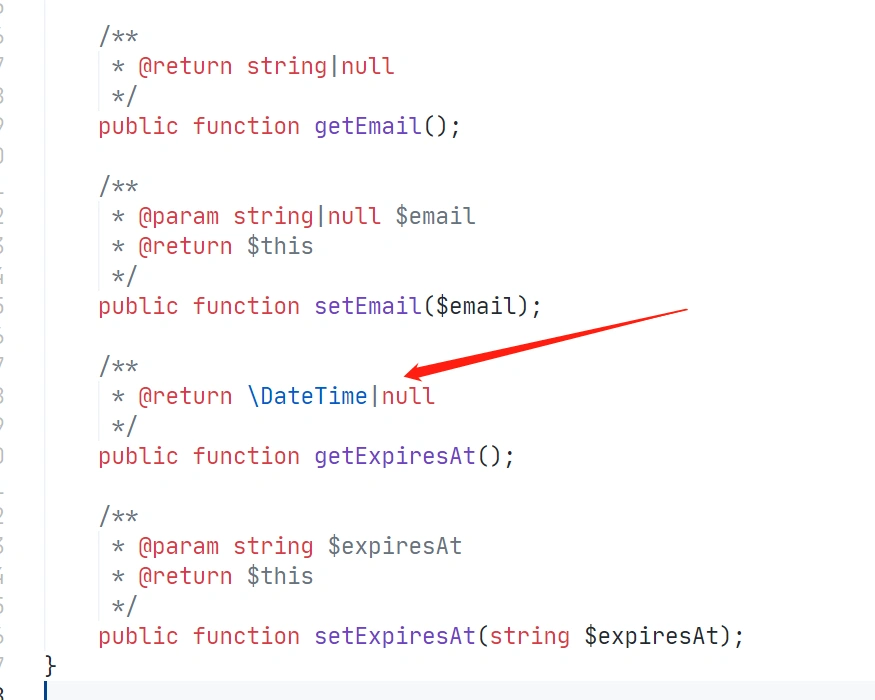 /**
* @return string|null
*/
public function getEmail();
/**
* @param string|null $email
* @return $this
*/
public function setEmail($email);
/**
* @return \DateTime|null
*/
public function getExpiresAt();
/**
* @param string $expiresAt
* @return $this
*/
public function setExpiresAt(string $expiresAt);
}